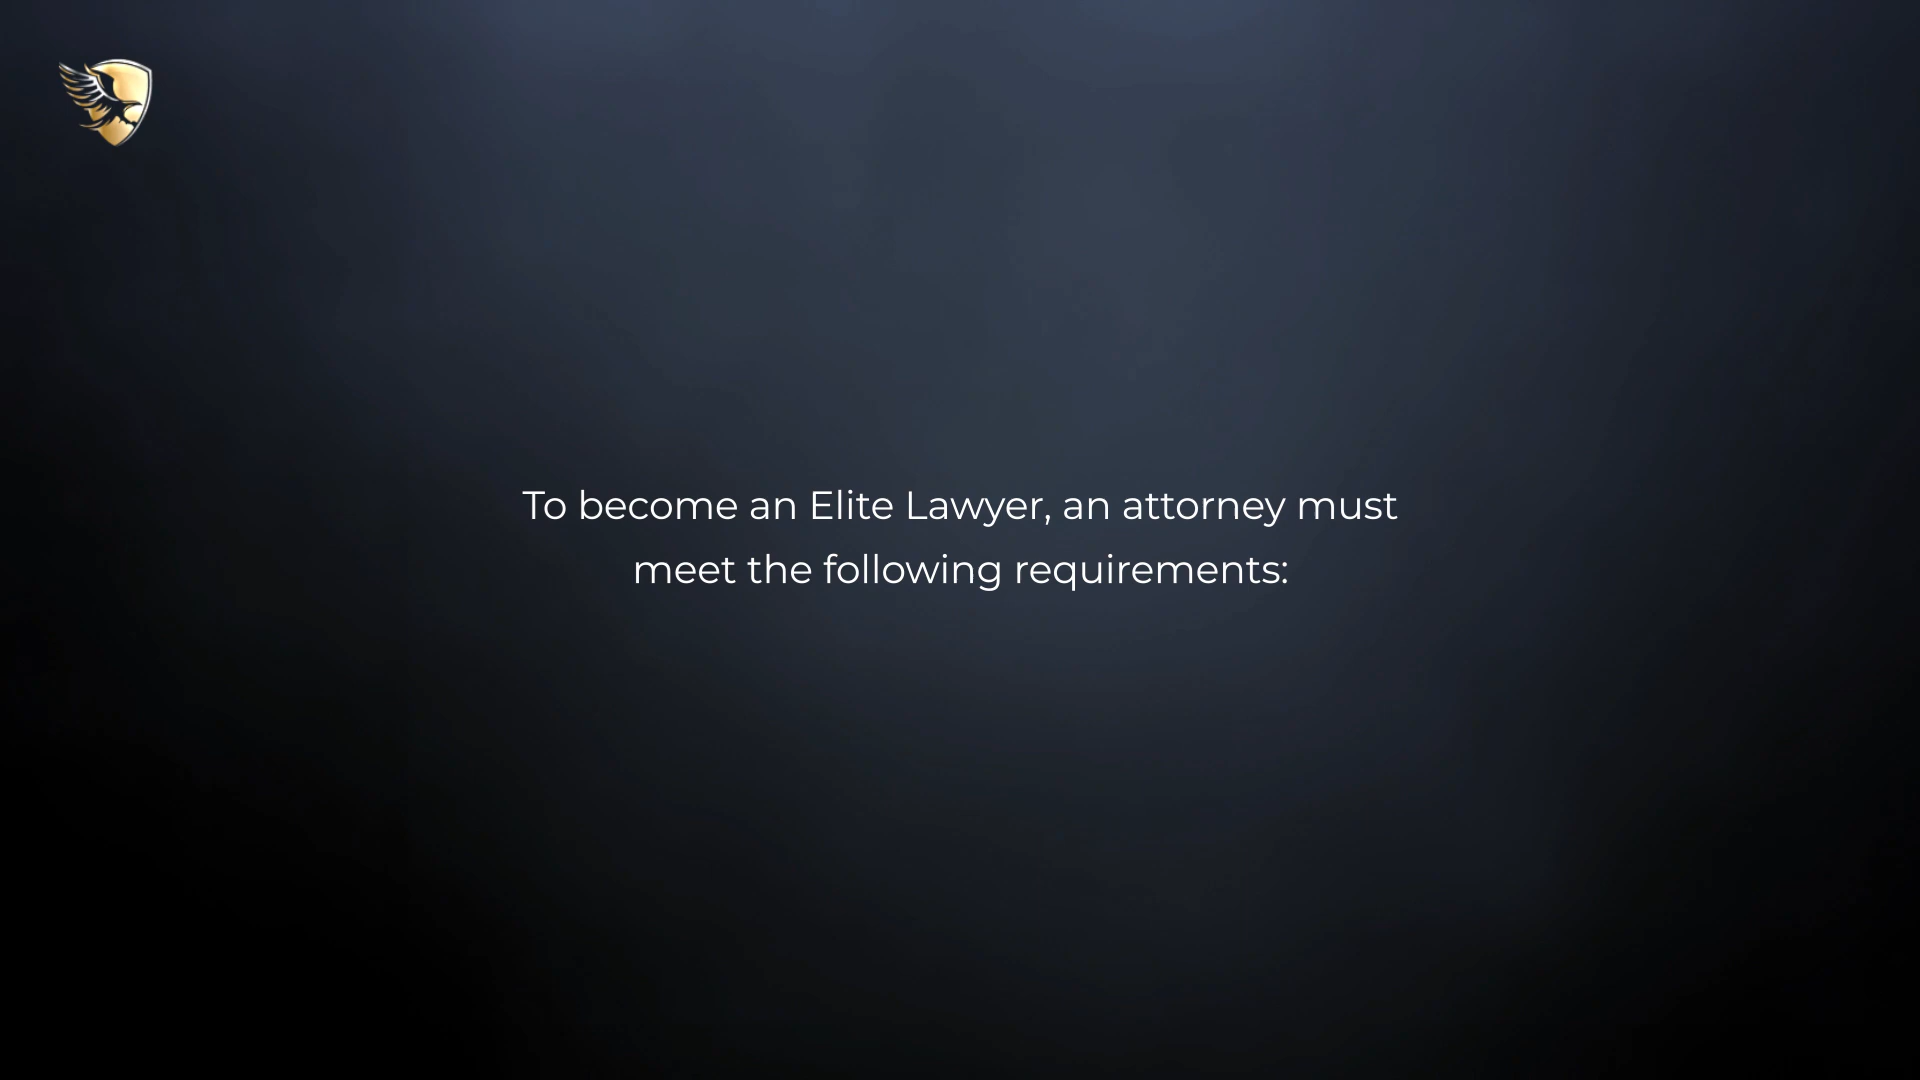 To become an Elite Lawyer, an attorney must
meet the following requirements: